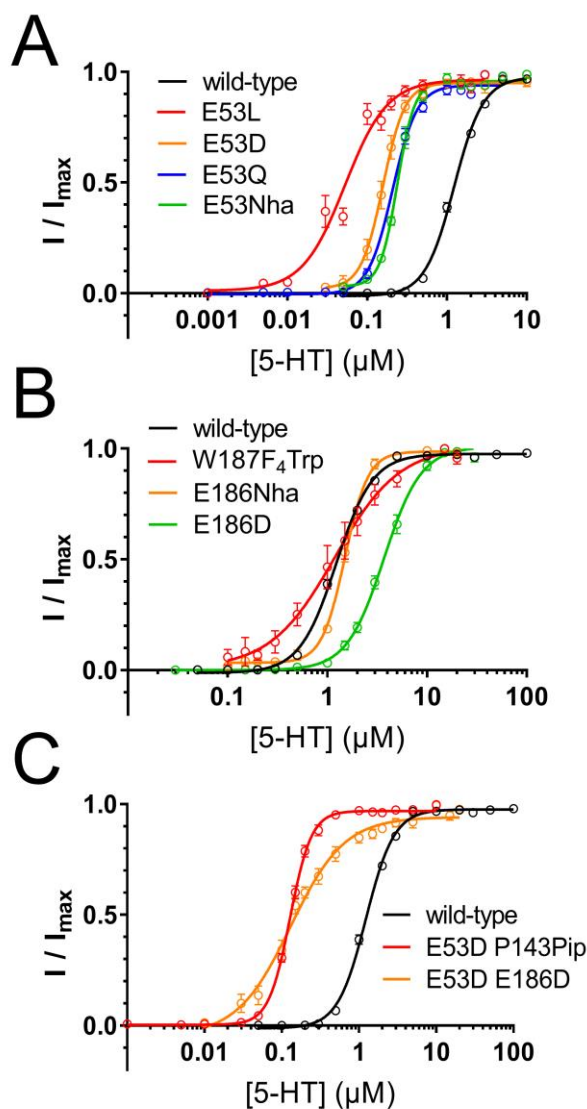 A
wild-type
E53L
E53D
E53Q
E53Nha
1.0
0.5
0.0
I / Imax
0.001 0.01 0.1 1 10
[5-HT] (µM)
B
wild-type
W187F₄Trp
E186Nha
E186D
1.0
0.5
0.0
I / Imax
0.1 1 10 100
[5-HT] (µM)
C
1.0
0.5
0.0
I / Imax
wild-type
E53D P143Pip
E53D E186D
0.01 0.1 1 10 100
[5-HT] (µM)